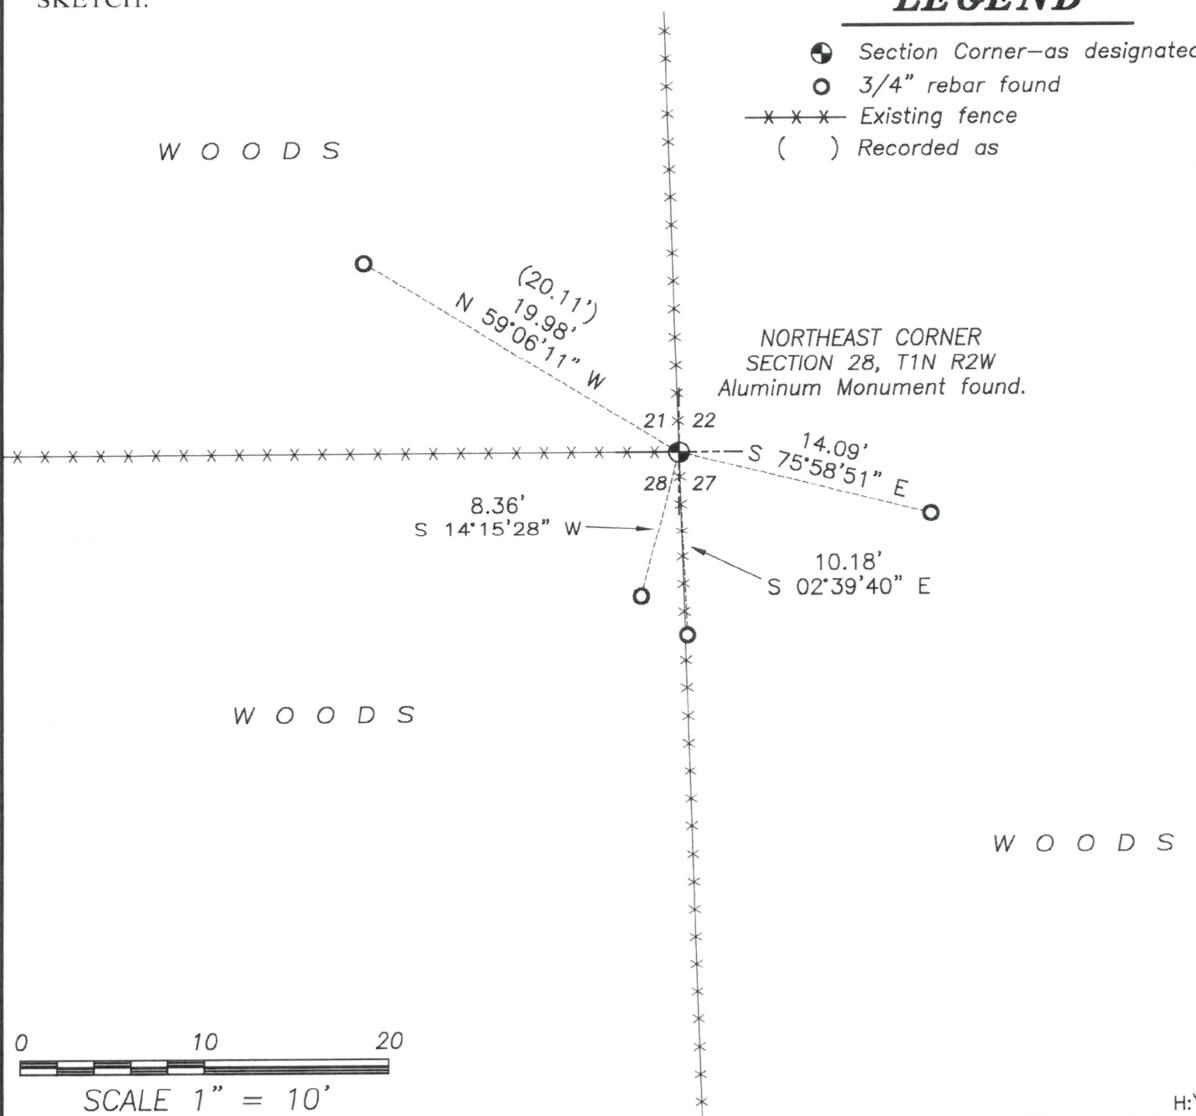 SKETCH:
LEGEND
Section Corner-as designated
3/4" rebar found
Existing fence
( ) Recorded as
W O O D S
(20.11')
19.98'
N 59°06'11" W
NORTHEAST CORNER
SECTION 28, T1N R2W
Aluminum Monument found.
21 22
28 27
14.09'
S 75°58'51" E
8.36'
S 14°15'28" W
10.18'
S 02°39'40" E
W O O D S
W O O D S
0 10 20
SCALE 1" = 10'
H:\